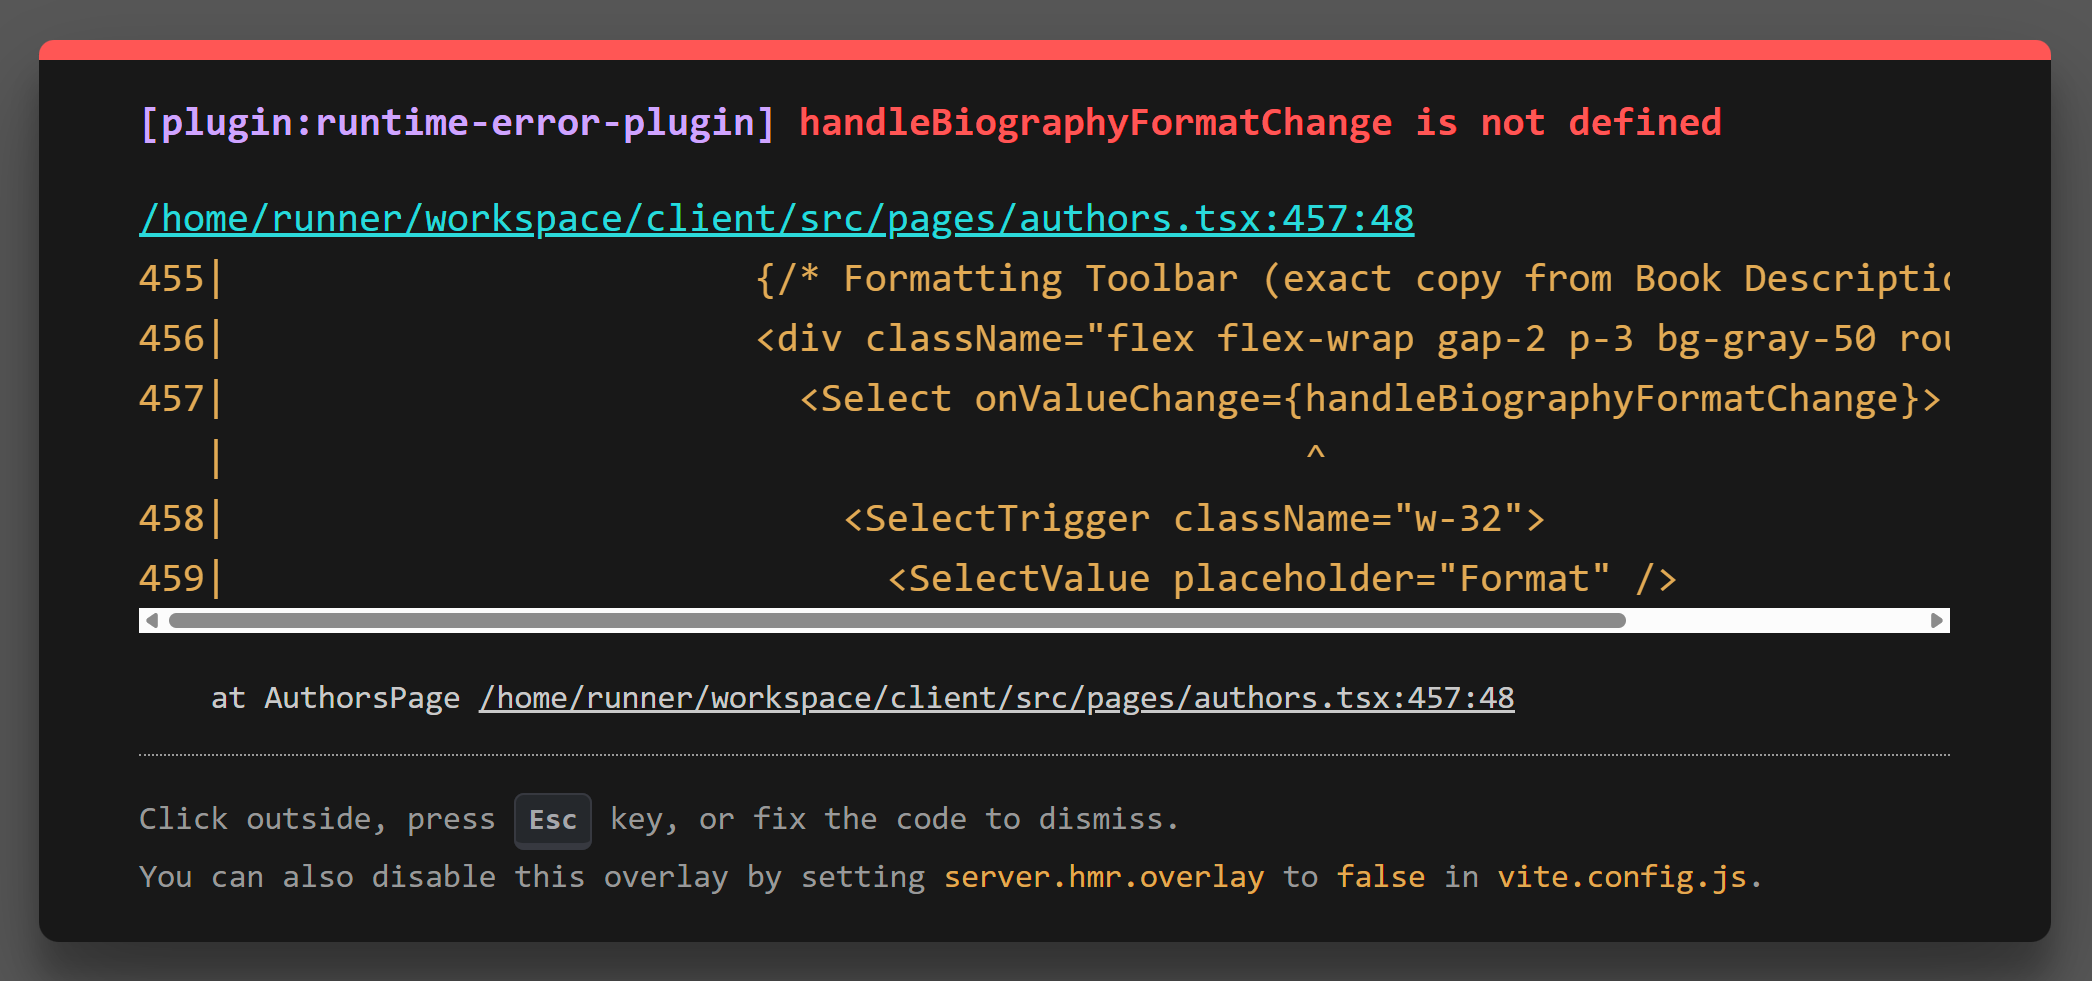 [plugin:runtime-error-plugin] handleBiographyFormatChange is not defined
/home/runner/workspace/client/src/pages/authors.tsx:457:48
455| {/* Formatting Toolbar (exact copy from Book Descriptio
456| <div className="flex flex-wrap gap-2 p-3 bg-gray-50 rou
457| <Select onValueChange={handleBiographyFormatChange}>
| ^
458| <SelectTrigger className="w-32">
459| <SelectValue placeholder="Format" />
at AuthorsPage /home/runner/workspace/client/src/pages/authors.tsx:457:48
Click outside, press Esc key, or fix the code to dismiss.
You can also disable this overlay by setting server.hmr.overlay to false in vite.config.js.